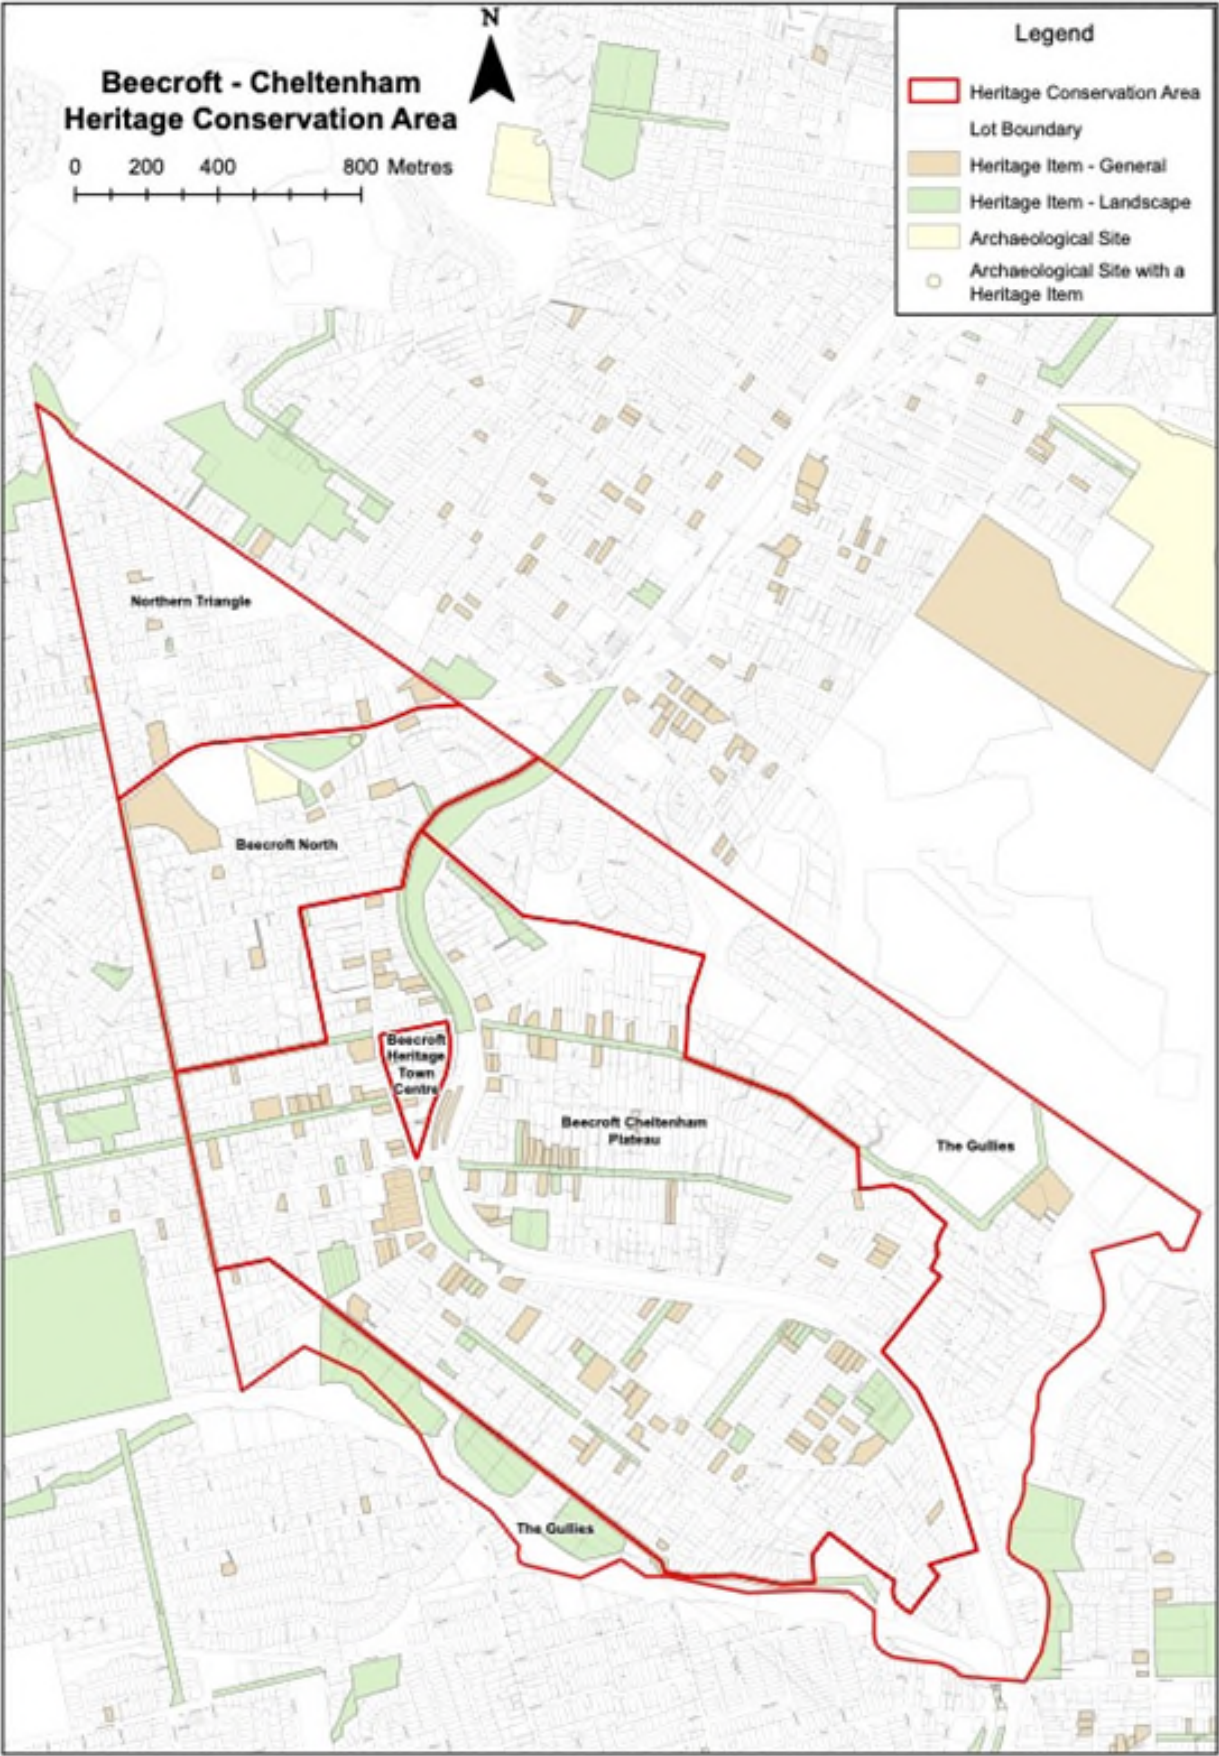 N
Beecroft - Cheltenham
Heritage Conservation Area
0 200 400 800 Metres
Legend
Heritage Conservation Area
Lot Boundary
Heritage Item - General
Heritage Item - Landscape
Archaeological Site
Archaeological Site with a
Heritage Item
Northern Triangle
Beecroft North
Beecroft
Heritage
Town
Centre
Beecroft Cheltenham
Plateau
The Gullies
The Gullies